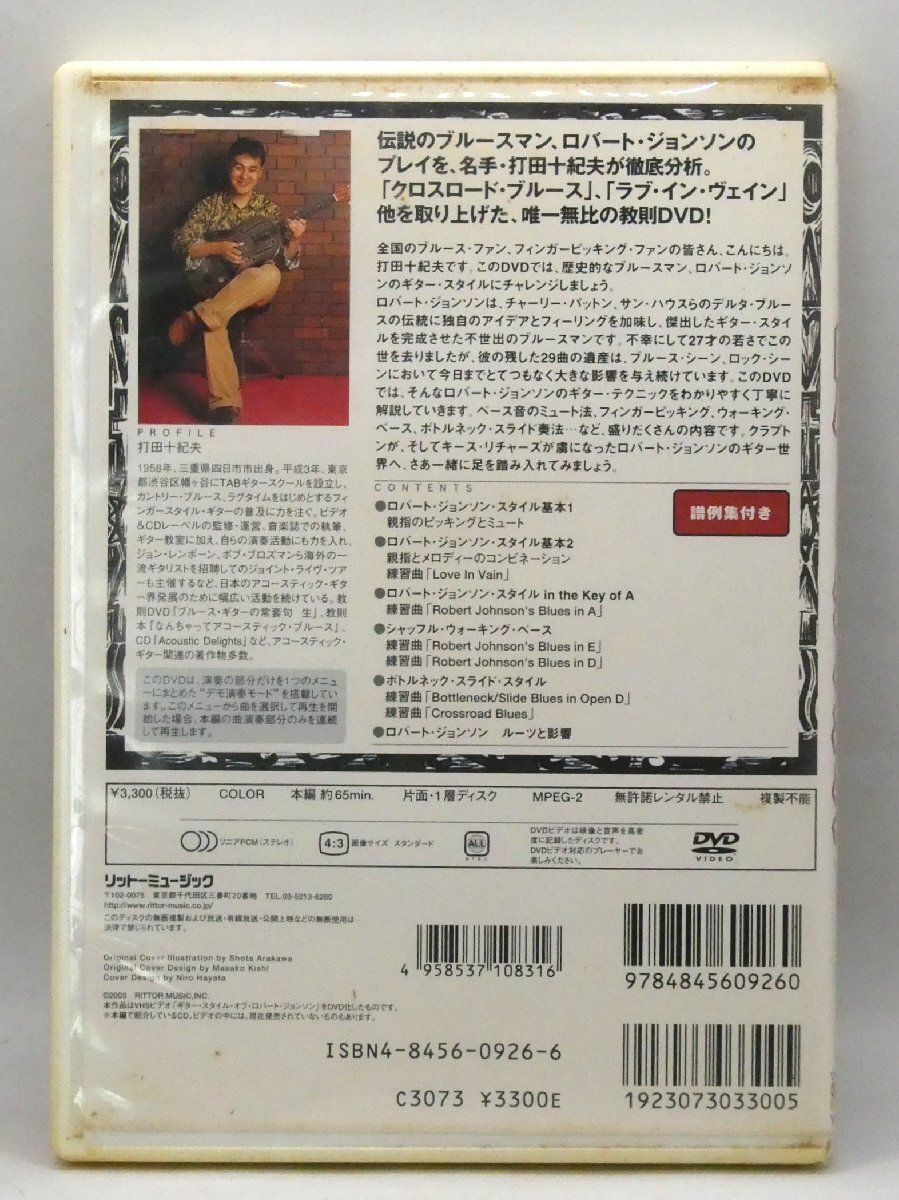 伝説のブルースマン、ロバート・ジョンソンの
プレイを、名手・打田十紀夫が徹底分析。
「クロスロード・ブルース」、「ラブ・イン・ヴェイン」
他を取り上げた、唯一無比の教則DVD!
全国のブルース・ファン、フィンガーピッキング・ファンの皆さん、こんにちは。
打田十紀夫です。このDVDでは、歴史的なブルースマン、ロバート・ジョンソ
ンのギター・スタイルにチャレンジしましょう。
ロバート・ジョンソンは、チャーリー・パットン、サン・ハウスらのデルタ・ブルー
スの伝統に独自のアイデアとフィーリングを加味し、傑出したギター・スタイ
ルを完成させた不世出のブルースマンです。不幸にして27才の若さでこ
の世を去りましたが、彼の残した29曲の遺産は、ブルース・シーン、ロック・シー
ンにおいて今日までとてつもなく大きな影響を与え続けています。このDVD
では、そんなロバート・ジョンソンのギター・テクニックをわかりやすく丁寧に
解説していきます。ベース音のミュート法、フィンガーピッキング、ウォーキング・
ベース、ボトルネック・スライド奏法…など、盛りだくさんの内容です。クラプト
ンが、そしてキース・リチャーズが虜になったロバート・ジョンソンのギター世
界へ、さあ一緒に足を踏み入れてみましょう。
PROFILE
打田十紀夫
1958年、三重県四日市市出身。平成3年、東京
都渋谷区幡ヶ谷にTABギタースクールを設立し、
カントリー・ブルース、ラグタイムをはじめとするフィ
ンガースタイル・ギターの普及に力を注ぐ。ビデオ
&CDレーベルの監修・運営、音楽誌での執筆、
ギター教室に加え、自らの演奏活動にも力を入れ、
ジョン・レンボーン、ボブ・ブロズマンら海外の一
流ギタリストを招聘してのジョイント・ライヴ・ツア
ーも主催するなど、日本のアコースティック・ギタ
ー界発展のために幅広い活動を続けている。教
則DVD『ブルース・ギターの常套句 生』、教則
本『なんちゃってアコースティック・ブルース』、
CD『Acoustic Delights』など、アコースティック・
ギター関連の著作物多数。
このDVDは、演奏の部分だけを1つのメニュ
ーにまとめた“デモ演奏モード”を搭載してい
ます。このメニューから曲を選択して再生を開
始した場合、本編の曲演奏部分のみを連続
して再生します。
CONTENTS
●ロバート・ジョンソン・スタイル基本1
親指のピッキングとミュート
●ロバート・ジョンソン・スタイル基本2
親指とメロディーのコンビネーション
練習曲「Love In Vain」
●ロバート・ジョンソン・スタイル in the Key of A
練習曲「Robert Johnson's Blues in A」
●シャッフル・ウォーキング・ベース
練習曲「Robert Johnson's Blues in E」
練習曲「Robert Johnson's Blues in D」
●ボトルネック・スライド・スタイル
練習曲「Bottleneck/Slide Blues in Open D」
練習曲「Crossroad Blues」
●ロバート・ジョンソン ルーツと影響
譜例集付き
¥3,300(税抜) COLOR 本編 約65min. 片面・1層ディスク MPEG-2 無許諾レンタル禁止 複製不能
リニアPCM(ステレオ) 4:3 画像サイズ スタンダード ALL NTSC
DVDビデオは映像と音声を高密
度に記録したディスクです。
DVDビデオ対応のプレーヤーでお
楽しみください。
DVD VIDEO
リットーミュージック
〒102-0075 東京都千代田区三番町20番地 TEL.03-5213-6260
http://www.rittor-music.co.jp/
このディスクの無断複製および放送・有線放送・公開上映などの無断使用は
法律で禁じられています。
Original Cover Illustration by Shota Arakawa
Original Cover Design by Masako Kishi
Cover Design by Niro Hayata
©2003 RITTOR MUSIC,INC.
本作品はVHSビデオ「ギター・スタイル・オブ・ロバート・ジョンソン」をDVD化したものです。
※本編で紹介しているCD、ビデオの中には、現在発売されていないものもあります。
4 958537 108316
9784845609260
ISBN4-8456-0926-6
C3073 ¥3300E
1923073033005